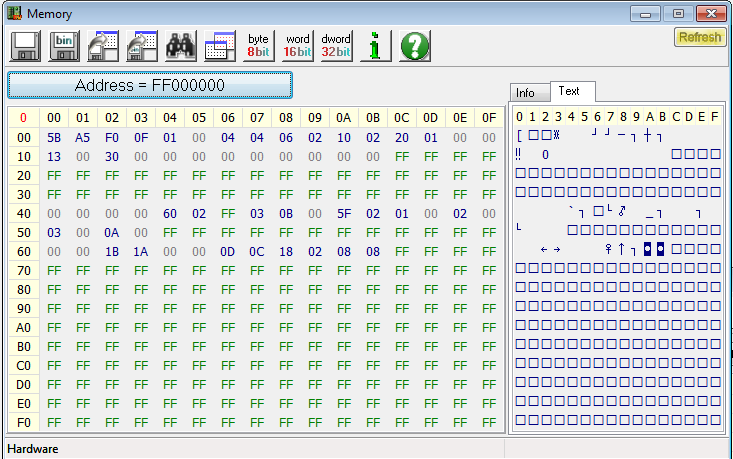 Memory
bin
byte 8bit
word 16bit
dword 32bit
Refresh
Address = FF000000
Info Text
0 00 01 02 03 04 05 06 07 08 09 0A 0B 0C 0D 0E 0F
00 5B A5 F0 0F 01 00 04 04 06 02 10 02 20 01 00 00
10 13 00 30 00 00 00 00 00 00 00 00 00 FF FF FF FF
20 FF FF FF FF FF FF FF FF FF FF FF FF FF FF FF FF
30 FF FF FF FF FF FF FF FF FF FF FF FF FF FF FF FF
40 00 00 00 00 60 02 FF 03 0B 00 5F 02 01 00 02 00
50 03 00 0A 00 FF FF FF FF FF FF FF FF FF FF FF FF
60 00 00 1B 1A 00 00 0D 0C 18 02 08 08 FF FF FF FF
70 FF FF FF FF FF FF FF FF FF FF FF FF FF FF FF FF
80 FF FF FF FF FF FF FF FF FF FF FF FF FF FF FF FF
90 FF FF FF FF FF FF FF FF FF FF FF FF FF FF FF FF
A0 FF FF FF FF FF FF FF FF FF FF FF FF FF FF FF FF
B0 FF FF FF FF FF FF FF FF FF FF FF FF FF FF FF FF
C0 FF FF FF FF FF FF FF FF FF FF FF FF FF FF FF FF
D0 FF FF FF FF FF FF FF FF FF FF FF FF FF FF FF FF
E0 FF FF FF FF FF FF FF FF FF FF FF FF FF FF FF FF
F0 FF FF FF FF FF FF FF FF FF FF FF FF FF FF FF FF
0 1 2 3 4 5 6 7 8 9 A B C D E F
[
‼ 0
` ♂ _
← →
♀ ↑
Hardware